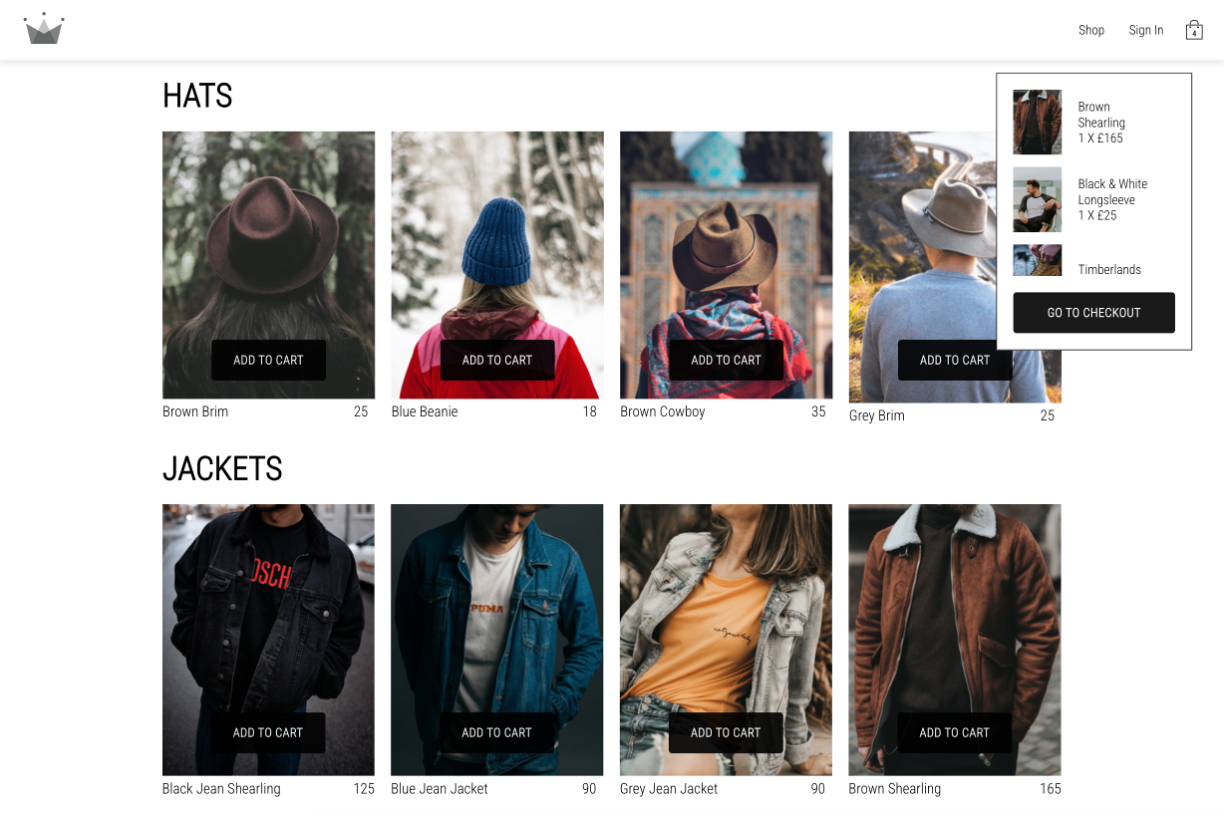 Shop
Sign In
4
HATS
Brown
Shearling
1 X £165
Black & White
Longsleeve
1 X £25
Timberlands
GO TO CHECKOUT
ADD TO CART
ADD TO CART
ADD TO CART
ADD TO CART
Brown Brim 25
Blue Beanie 18
Brown Cowboy 35
Grey Brim 25
JACKETS
OSCH
PUMA
ADD TO CART
ADD TO CART
ADD TO CART
ADD TO CART
Black Jean Shearling 125
Blue Jean Jacket 90
Grey Jean Jacket 90
Brown Shearling 165